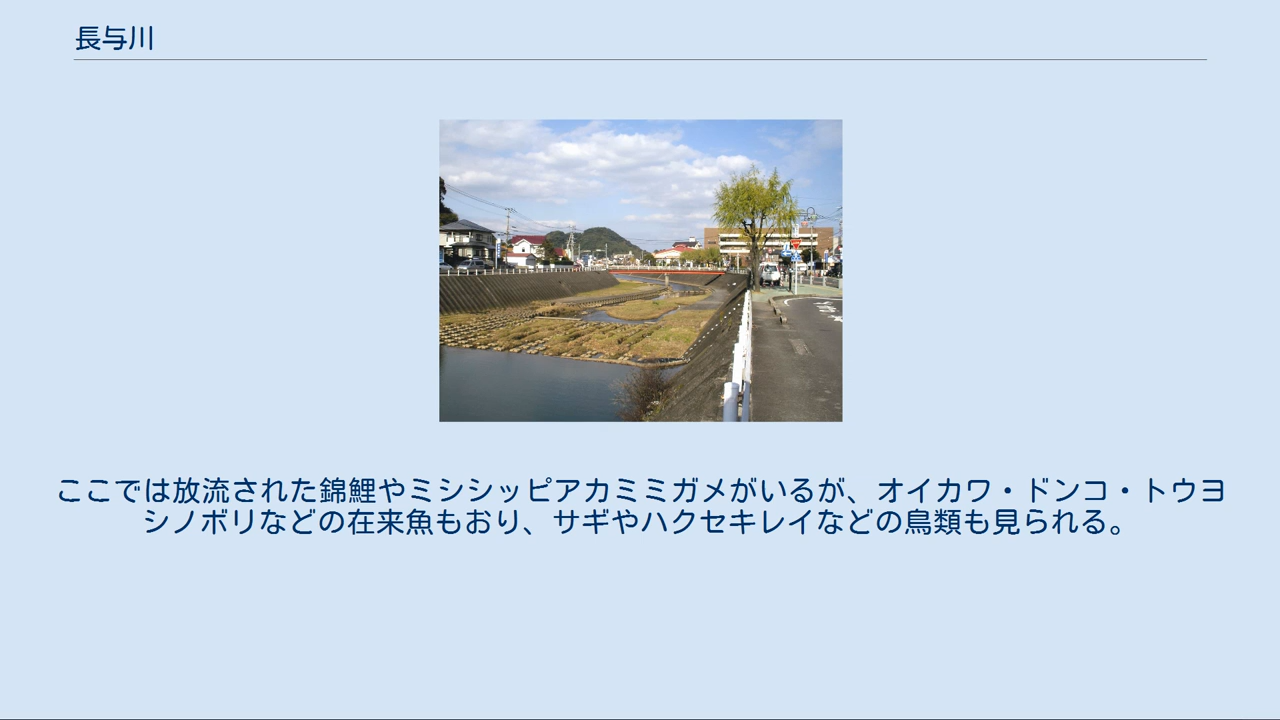 長与川
ここでは放流された錦鯉やミシシッピアカミミガメがいるが、オイカワ・ドンコ・トウヨ
シノボリなどの在来魚もおり、サギやハクセキレイなどの鳥類も見られる。